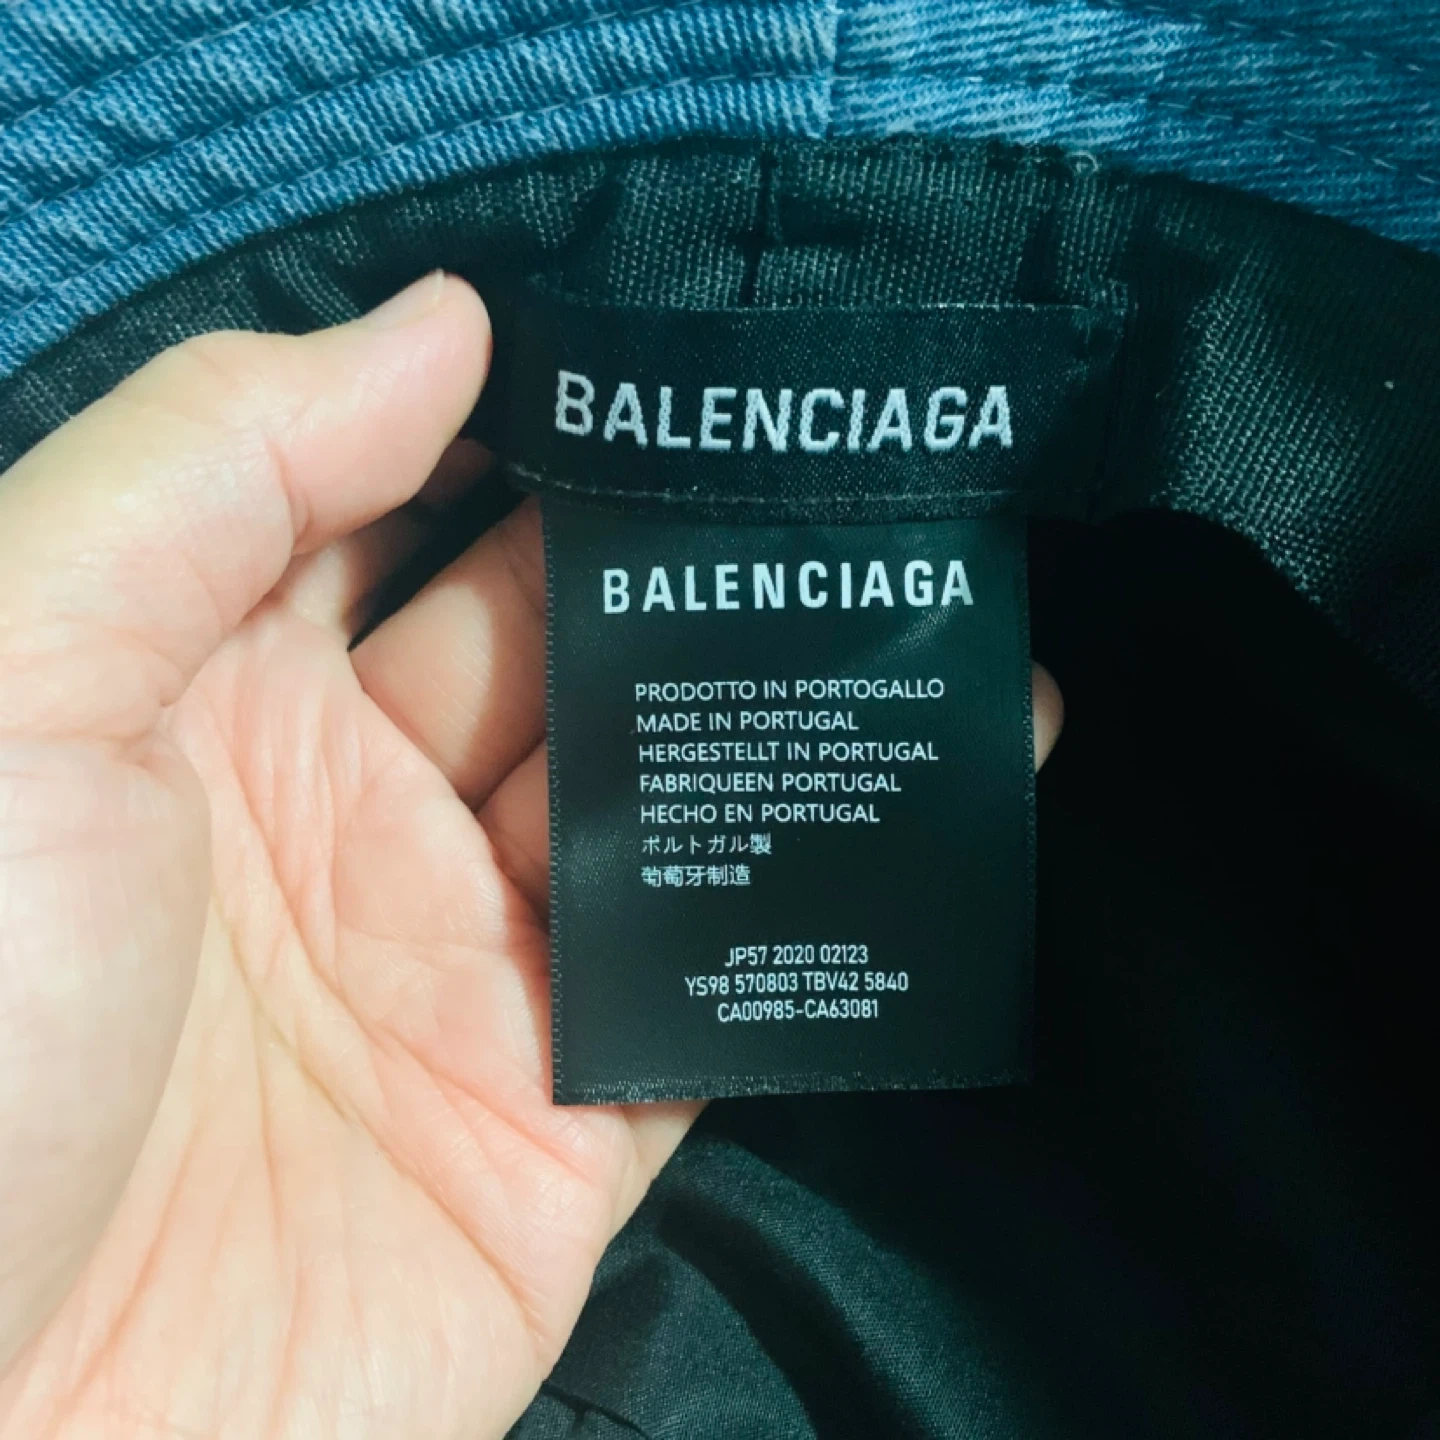 BALENCIAGA
BALENCIAGA
PRODOTTO IN PORTOGALLO
MADE IN PORTUGAL
HERGESTELLT IN PORTUGAL
FABRIQUEEN PORTUGAL
HECHO EN PORTUGAL
ポルトガル製
葡萄牙制造
JP57 2020 02123
YS98 570803 TBV42 5840
CA00985-CA63081